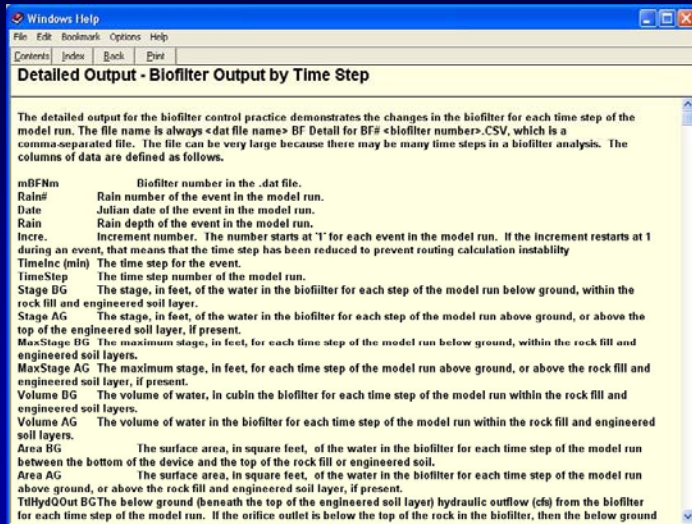 Windows Help
File Edit Bookmark Options Help
Contents Index Back Print
Detailed Output - Biofilter Output by Time Step
The detailed output for the biofilter control practice demonstrates the changes in the biofilter for each time step of the
model run. The file name is always <dat file name> BF Detail for BF# <biofilter number>.CSV, which is a
comma-separated file. The file can be very large because there may be many time steps in a biofilter analysis. The
columns of data are defined as follows.
mBFNm Biofilter number in the .dat file.
Rain# Rain number of the event in the model run.
Date Julian date of the event in the model run.
Rain Rain depth of the event in the model run.
Incre. Increment number. The number starts at '1' for each event in the model run. If the increment restarts at 1
during an event, that means that the time step has been reduced to prevent routing calculation instablilty
TimeInc (min) The time step for the event.
TimeStep The time step number of the model run.
Stage BG The stage, in feet, of the water in the biofiilter for each step of the model run below ground, within the
rock fill and engineered soil layer.
Stage AG The stage, in feet, of the water in the biofilter for each step of the model run above ground, or above the
top of the engineered soil layer, if present.
MaxStage BG The maximum stage, in feet, for each time step of the model run below ground, within the rock fill and
engineered soil layers.
MaxStage AG The maximum stage, in feet, for each time step of the model run above ground, or above the rock fill and
engineered soil layer, if present.
Volume BG The volume of water, in cubin the biofilter for each time step of the model run within the rock fill and
engineered soil layers.
Volume AG The volume of water in the biofilter for each time step of the model run within the rock fill and engineered
soil layers.
Area BG The surface area, in square feet, of the water in the biofilter for each time step of the model run
between the bottom of the device and the top of the rock fill or engineered soil.
Area AG The surface area, in square feet, of the water in the biofilter for each time step of the model run
above ground, or above the rock fill and engineered soil layer, if present.
TtlHydQOut BG The below ground (beneath the top of the engineered soil layer) hydraulic outflow (cfs) from the biofilter
for each time step of the model run. If the orifice outlet is below the top of the rock in the biofilter, then the below ground